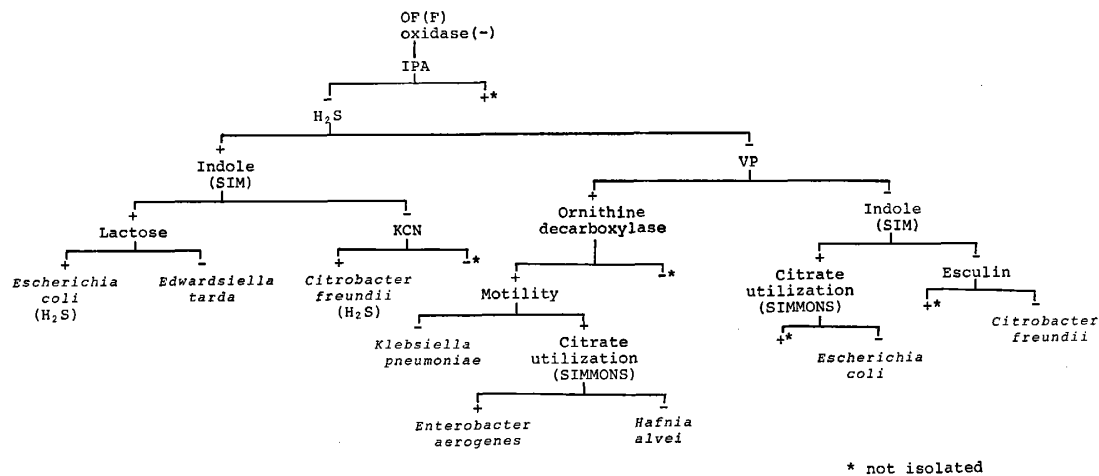 OF(F)
oxidase(-)
IPA
-
+*
H₂S
+
-
Indole
(SIM)
VP
+
-
+
-
Lactose
KCN
Ornithine
decarboxylase
Indole
(SIM)
+
-
+
-*
+
-*
+
-
Escherichia
coli
(H₂S)
Edwardsiella
tarda
Citrobacter
freundii
(H₂S)
Motility
Citrate
utilization
(SIMMONS)
Esculin
-
+
+*
-
+*
-
Klebsiella
pneumoniae
Citrate
utilization
(SIMMONS)
Escherichia
coli
Citrobacter
freundii
+
-
Enterobacter
aerogenes
Hafnia
alvei
* not isolated